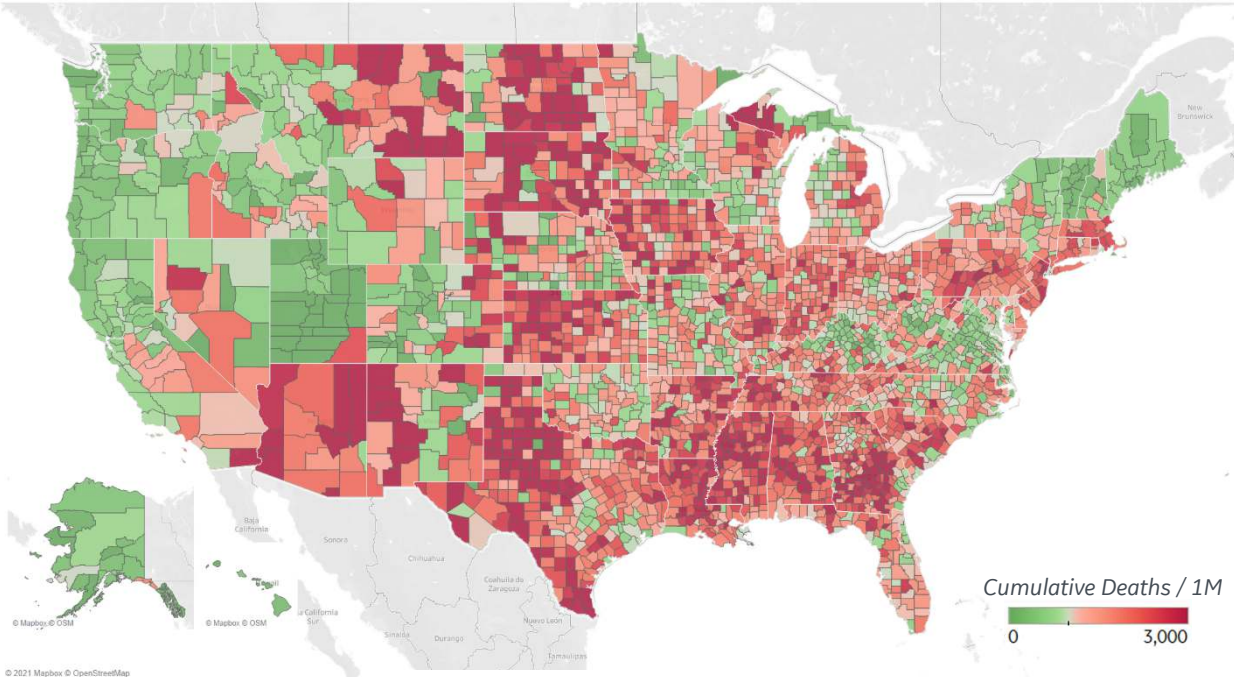 New
Brunswick
Baja
California
Sonora
Chihuahua
Coahuila de
Zaragoza
Nuevo León
Tamaulipas
Durango
Sinaloa
a California
Sur
© Mapbox © OSM
© Mapbox © OSM
Cumulative Deaths / 1M
0
3,000
© 2021 Mapbox © OpenStreetMap